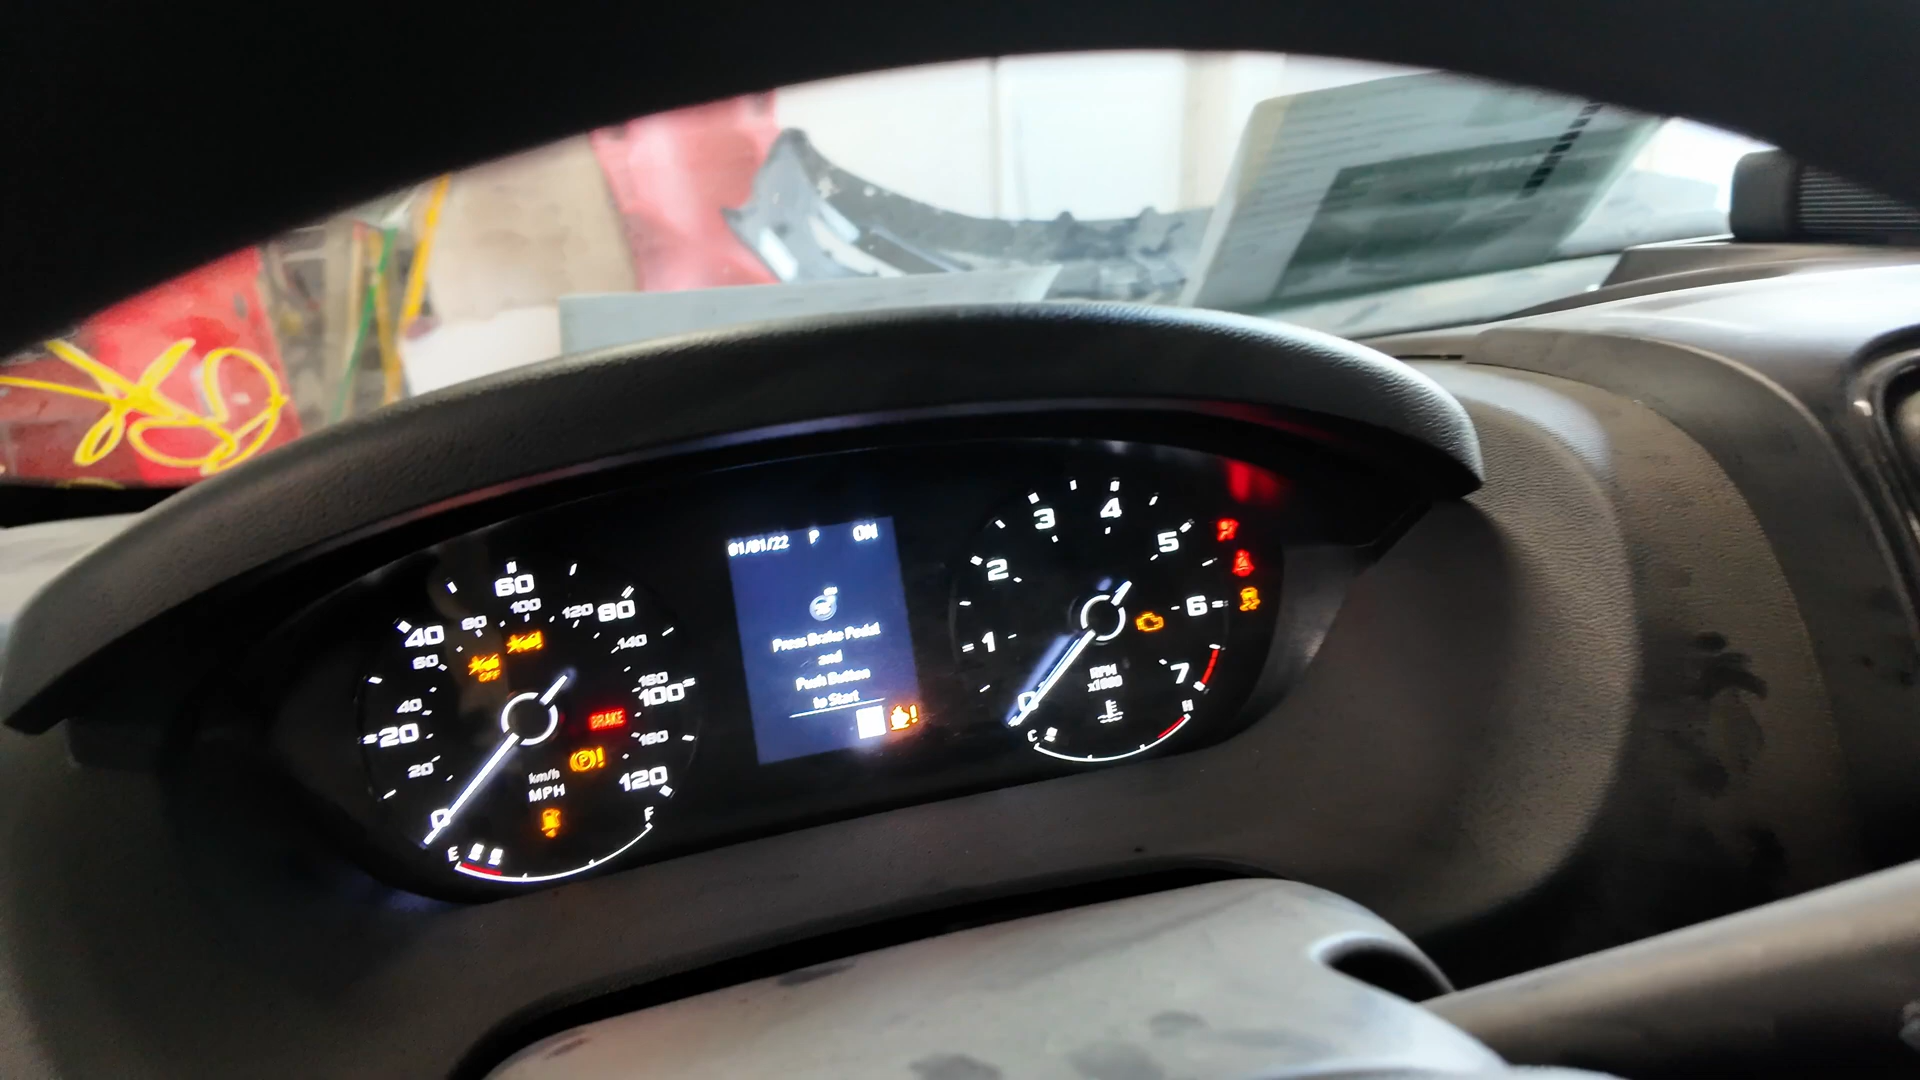 01/01/22 P ON
Press Brake Pedal
and
Push Button
to Start
20
40
60
80
100
120
0
20
40
60
80
100
120
140
160
180
OFF
BRAKE
P !
km/h
MPH
E
F
0
1
2
3
4
5
6
7
RPM
x1000
C
H